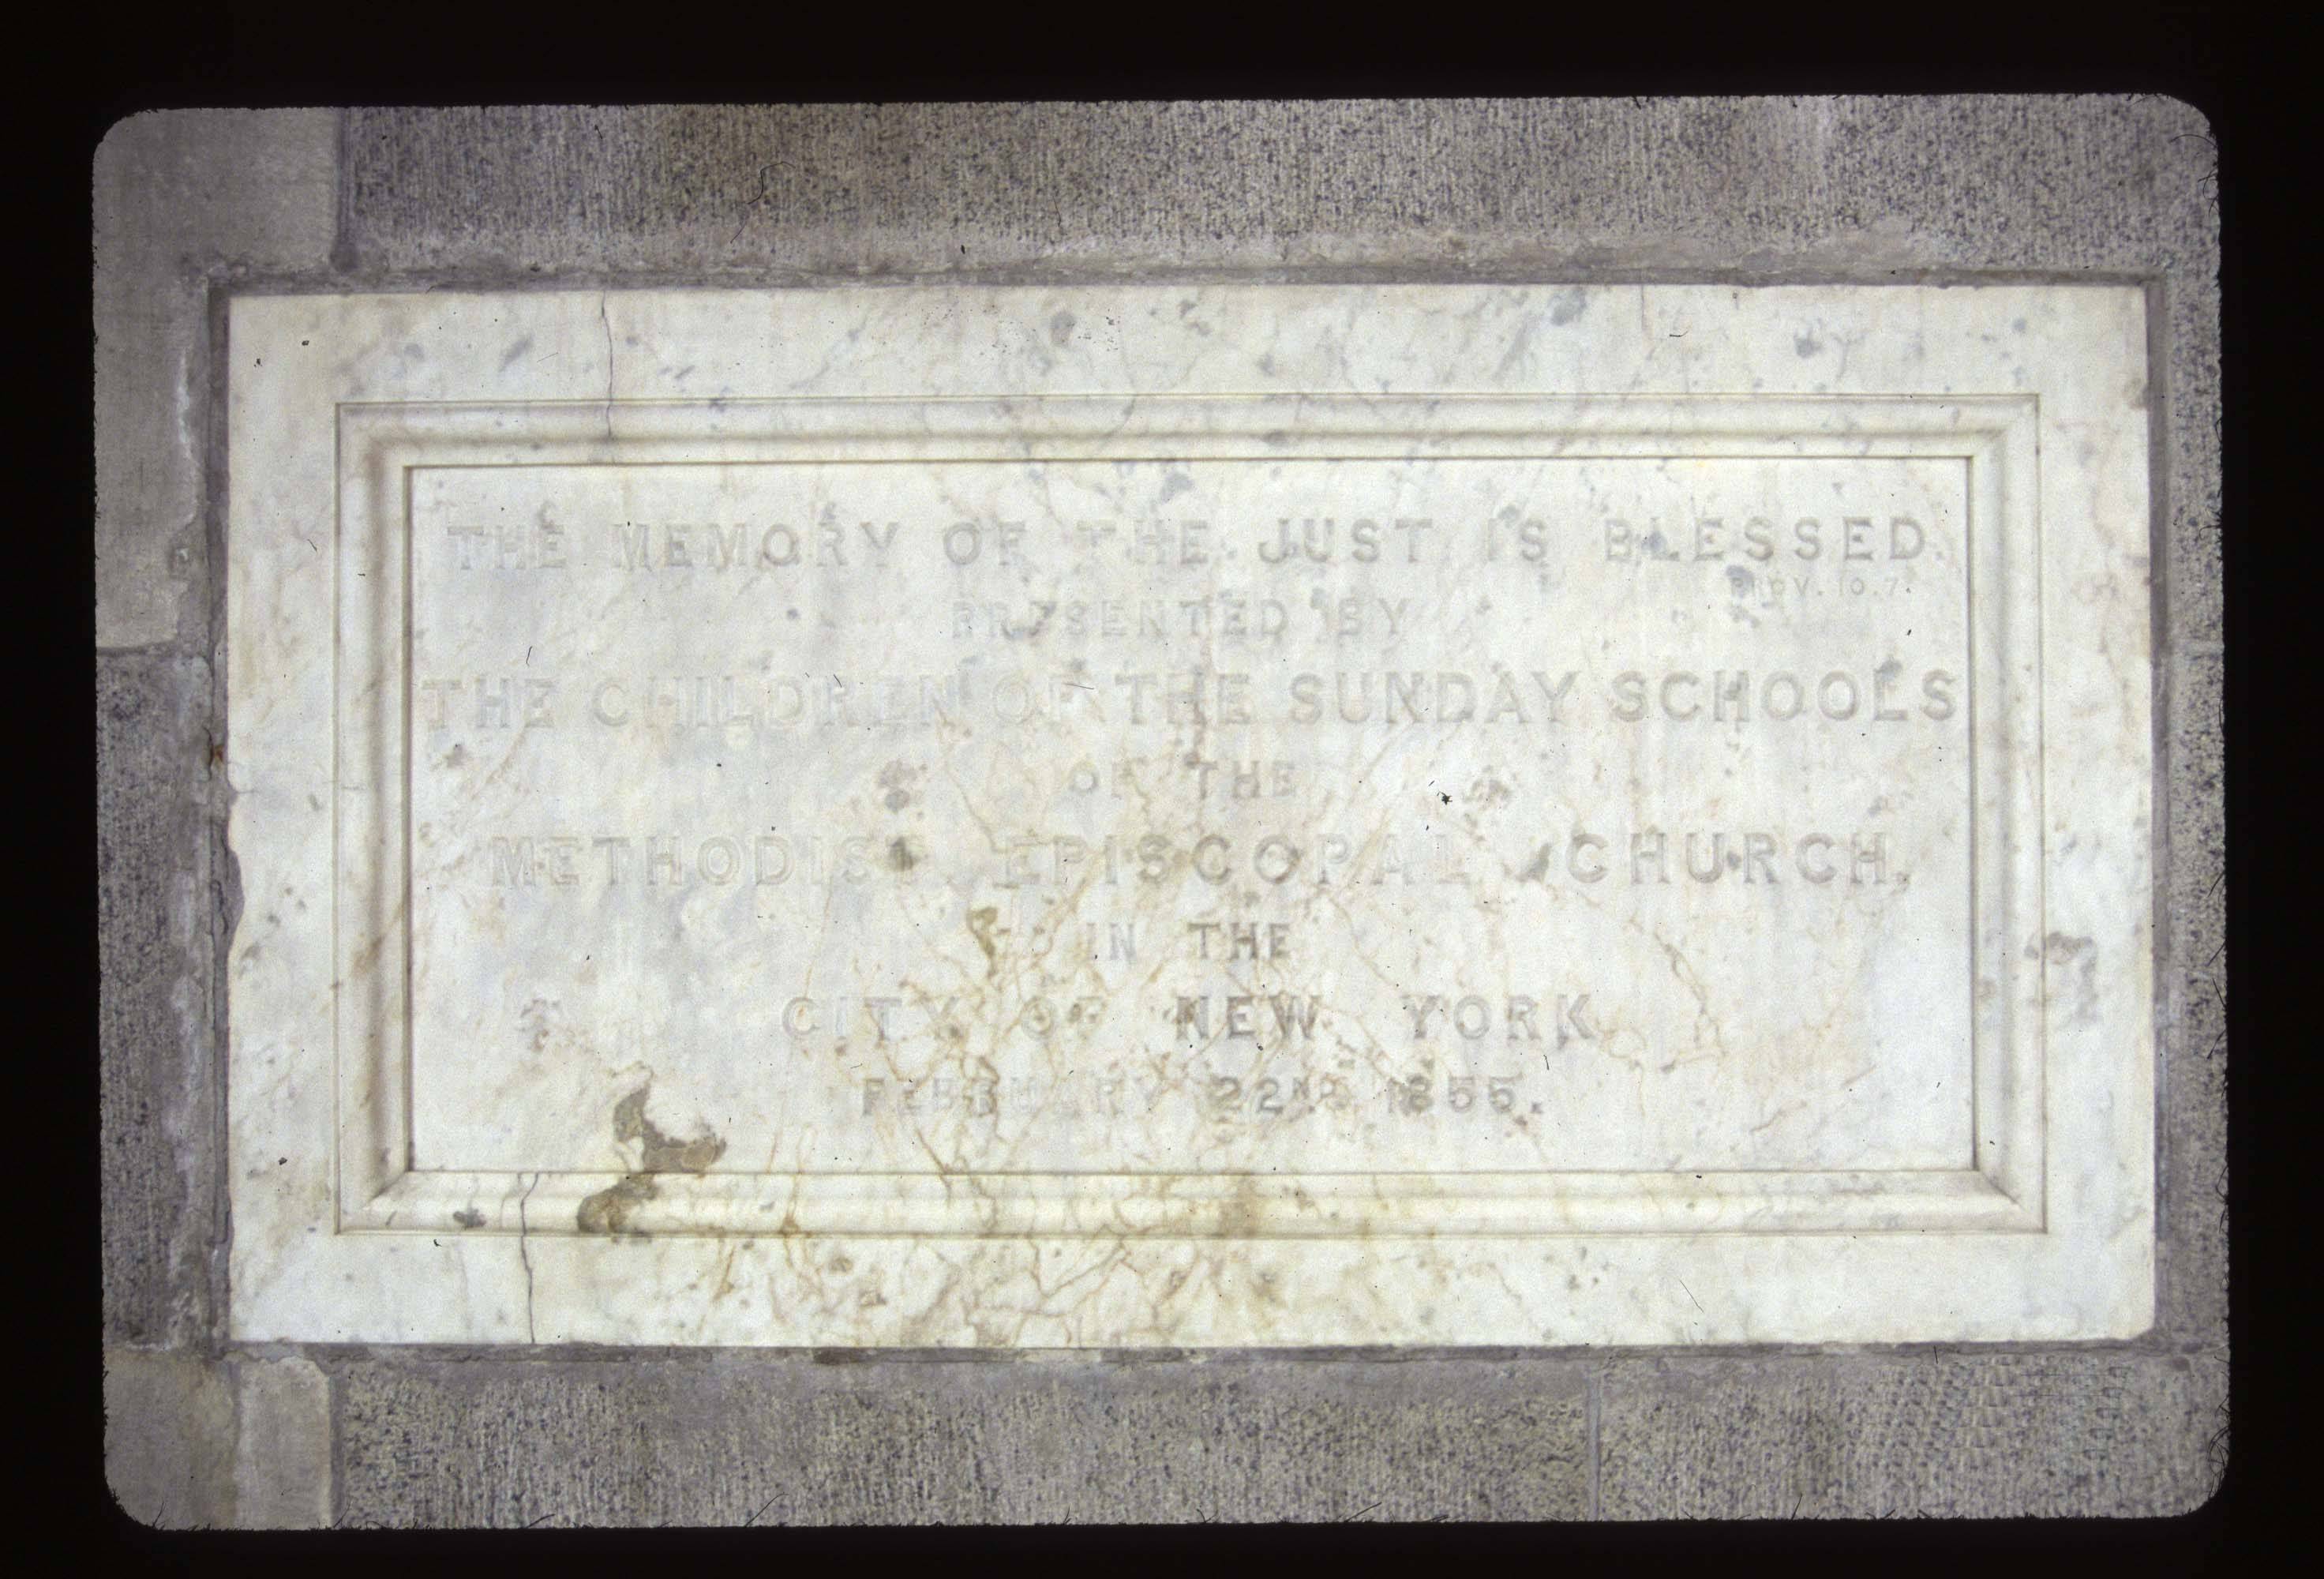 THE MEMORY OF THE JUST IS BLESSED.
PROV. 10.7.
PRESENTED BY
THE CHILDREN OF THE SUNDAY SCHOOLS
OF THE
METHODIST EPISCOPAL CHURCH,
IN THE
CITY OF NEW YORK
FEBRUARY 22ND 1855.